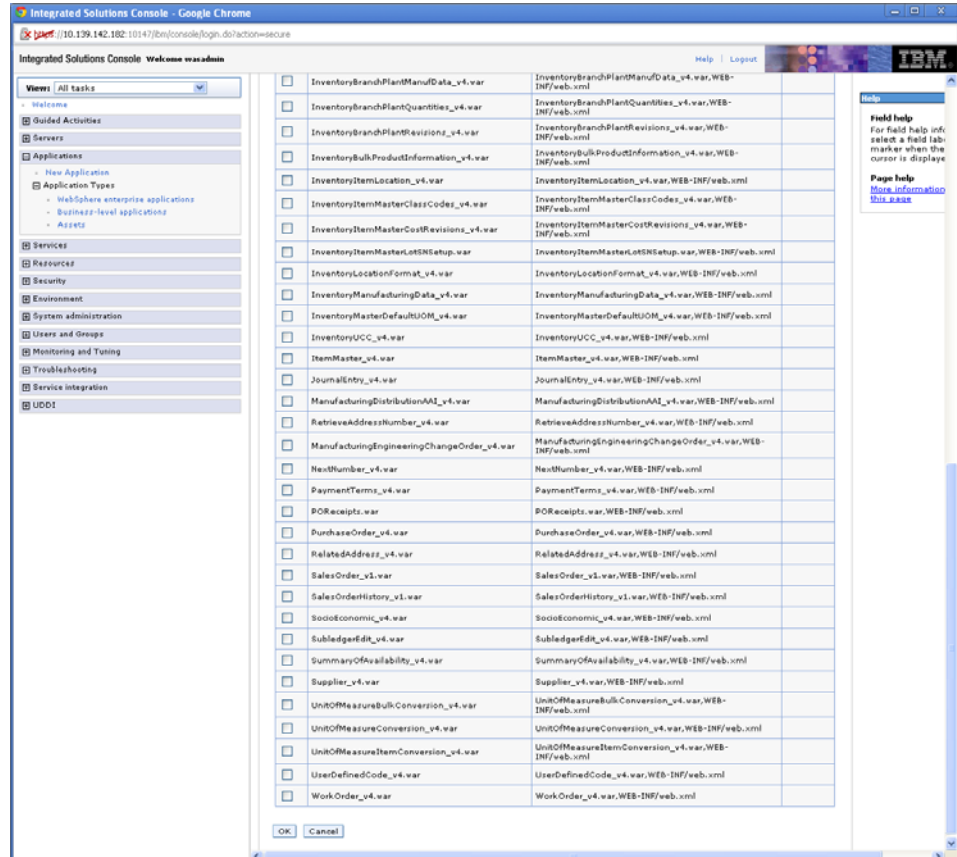 Integrated Solutions Console - Google Chrome
https://10.139.142.182:10147/ibm/console/login.do?action=secure
Integrated Solutions Console Welcome wasadmin
Help | Logout
IBM.
View: All tasks
Welcome
Guided Activities
Servers
Applications
New Application
Application Types
WebSphere enterprise applications
Business-level applications
Assets
Services
Resources
Security
Environment
System administration
Users and Groups
Monitoring and Tuning
Troubleshooting
Service integration
UDDI
InventoryBranchPlantManufData_v4.war InventoryBranchPlantManufData_v4.war,WEB-
INF/web.xml
InventoryBranchPlantQuantities_v4.war InventoryBranchPlantQuantities_v4.war,WEB-
INF/web.xml
InventoryBranchPlantRevisions_v4.war InventoryBranchPlantRevisions_v4.war,WEB-
INF/web.xml
InventoryBulkProductInformation_v4.war InventoryBulkProductInformation_v4.war,WEB-
INF/web.xml
InventoryItemLocation_v4.war InventoryItemLocation_v4.war,WEB-INF/web.xml
InventoryItemMasterClassCodes_v4.war InventoryItemMasterClassCodes_v4.war,WEB-
INF/web.xml
InventoryItemMasterCostRevisions_v4.war InventoryItemMasterCostRevisions_v4.war,WEB-
INF/web.xml
InventoryItemMasterLotSNSetup.war InventoryItemMasterLotSNSetup.war,WEB-INF/web.xml
InventoryLocationFormat_v4.war InventoryLocationFormat_v4.war,WEB-INF/web.xml
InventoryManufacturingData_v4.war InventoryManufacturingData_v4.war,WEB-INF/web.xml
InventoryMasterDefaultUOM_v4.war InventoryMasterDefaultUOM_v4.war,WEB-INF/web.xml
InventoryUCC_v4.war InventoryUCC_v4.war,WEB-INF/web.xml
ItemMaster_v4.war ItemMaster_v4.war,WEB-INF/web.xml
JournalEntry_v4.war JournalEntry_v4.war,WEB-INF/web.xml
ManufacturingDistributionAAI_v4.war ManufacturingDistributionAAI_v4.war,WEB-INF/web.xml
RetrieveAddressNumber_v4.war RetrieveAddressNumber_v4.war,WEB-INF/web.xml
ManufacturingEngineeringChangeOrder_v4.war ManufacturingEngineeringChangeOrder_v4.war,WEB-
INF/web.xml
NextNumber_v4.war NextNumber_v4.war,WEB-INF/web.xml
PaymentTerms_v4.war PaymentTerms_v4.war,WEB-INF/web.xml
POReceipts.war POReceipts.war,WEB-INF/web.xml
PurchaseOrder_v4.war PurchaseOrder_v4.war,WEB-INF/web.xml
RelatedAddress_v4.war RelatedAddress_v4.war,WEB-INF/web.xml
SalesOrder_v1.war SalesOrder_v1.war,WEB-INF/web.xml
SalesOrderHistory_v1.war SalesOrderHistory_v1.war,WEB-INF/web.xml
SocioEconomic_v4.war SocioEconomic_v4.war,WEB-INF/web.xml
SubledgerEdit_v4.war SubledgerEdit_v4.war,WEB-INF/web.xml
SummaryOfAvailability_v4.war SummaryOfAvailability_v4.war,WEB-INF/web.xml
Supplier_v4.war Supplier_v4.war,WEB-INF/web.xml
UnitOfMeasureBulkConversion_v4.war UnitOfMeasureBulkConversion_v4.war,WEB-
INF/web.xml
UnitOfMeasureConversion_v4.war UnitOfMeasureConversion_v4.war,WEB-INF/web.xml
UnitOfMeasureItemConversion_v4.war UnitOfMeasureItemConversion_v4.war,WEB-
INF/web.xml
UserDefinedCode_v4.war UserDefinedCode_v4.war,WEB-INF/web.xml
WorkOrder_v4.war WorkOrder_v4.war,WEB-INF/web.xml
OK Cancel
Help
Field help
For field help info
select a field labe
marker when the
cursor is displaye
Page help
More information
this page